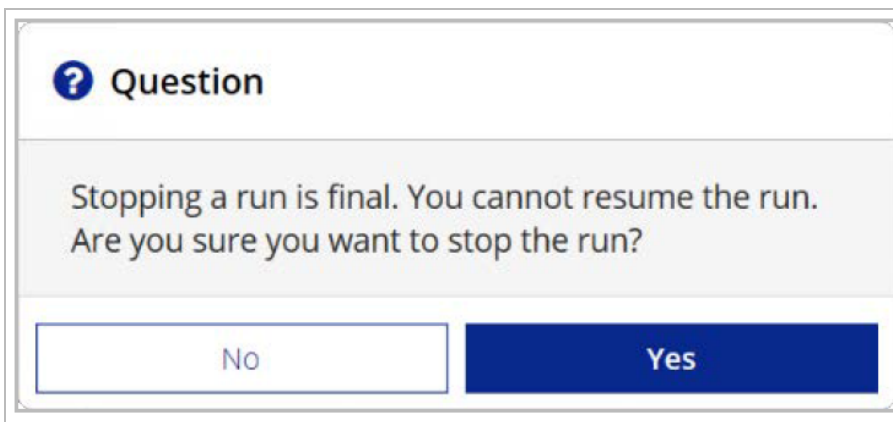 Question
Stopping a run is final. You cannot resume the run.
Are you sure you want to stop the run?
No
Yes